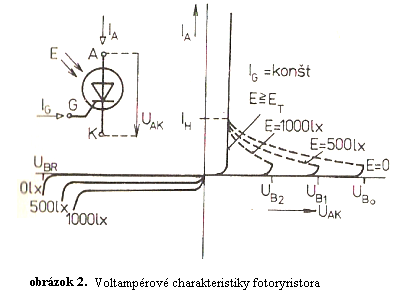 I_A
E
A
I_G
G
K
U_AK
I_A
I_G = konšt
E ≧ E_T
I_H
E=1000lx
E=500lx
E=0
U_BR
0lx
500lx
1000lx
U_B2
U_B1
U_B0
U_AK
obrázok 2. Voltampérové charakteristiky fotoryristora